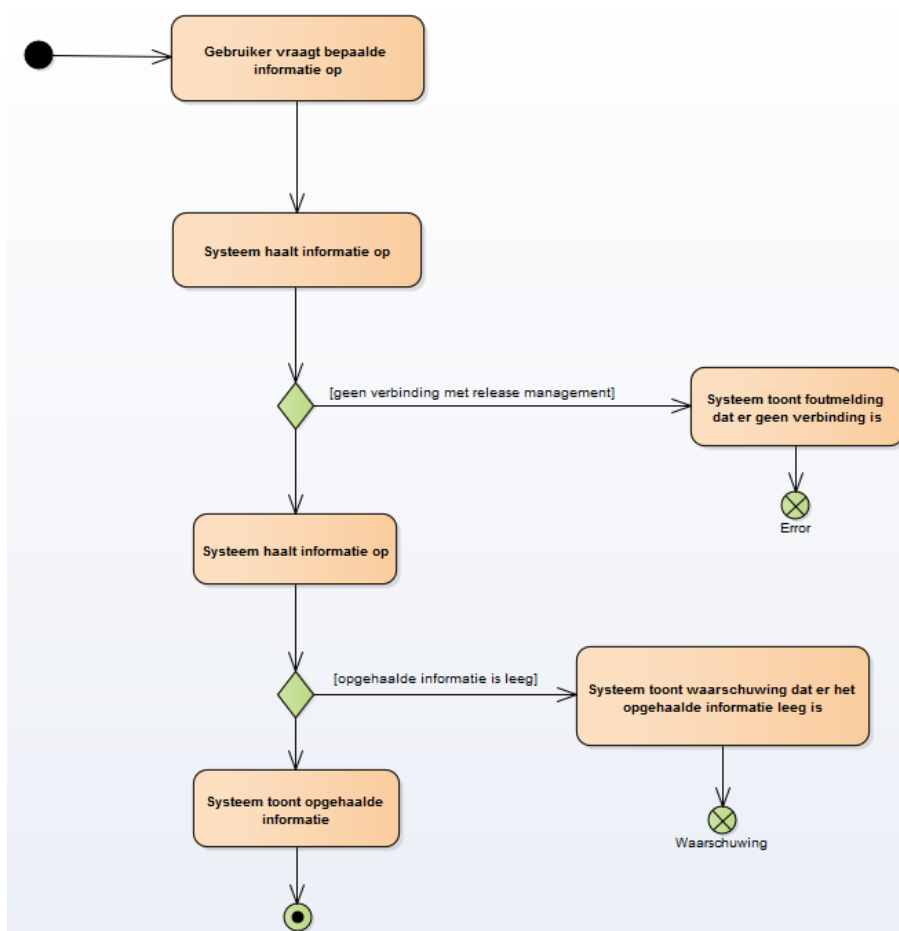 Gebruiker vraagt bepaalde
informatie op
Systeem haalt informatie op
[geen verbinding met release management]
Systeem toont foutmelding
dat er geen verbinding is
Error
Systeem haalt informatie op
[opgehaalde informatie is leeg]
Systeem toont waarschuwing dat er het
opgehaalde informatie leeg is
Waarschuwing
Systeem toont opgehaalde
informatie